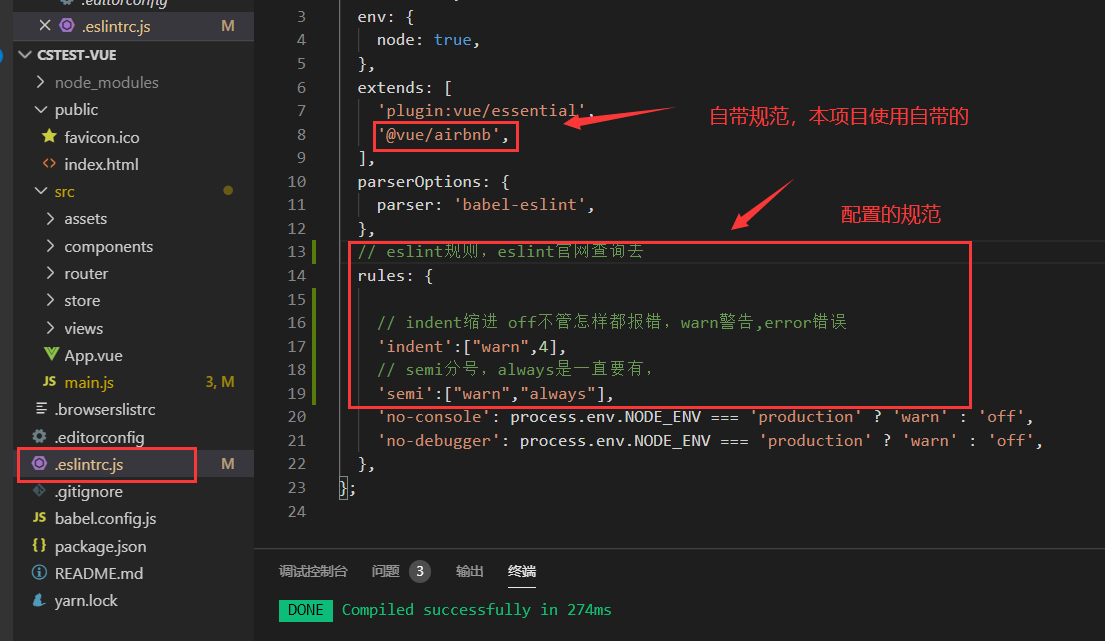 .editorconfig
.eslintrc.js M
CSTEST-VUE
node_modules
public
favicon.ico
index.html
src
assets
components
router
store
views
App.vue
main.js 3, M
.browserslistrc
.editorconfig
.eslintrc.js M
.gitignore
babel.config.js
package.json
README.md
yarn.lock
3 env: {
4 node: true,
5 },
6 extends: [
7 'plugin:vue/essential',
8 '@vue/airbnb',
9 ],
10 parserOptions: {
11 parser: 'babel-eslint',
12 },
13 // eslint规则，eslint官网查询去
14 rules: {
15
16 // indent缩进 off不管怎样都报错，warn警告,error错误
17 'indent':["warn",4],
18 // semi分号，always是一直要有，
19 'semi':["warn","always"],
20 'no-console': process.env.NODE_ENV === 'production' ? 'warn' : 'off',
21 'no-debugger': process.env.NODE_ENV === 'production' ? 'warn' : 'off',
22 },
23 };
24
自带规范，本项目使用自带的
配置的规范
调试控制台 问题 3 输出 终端
DONE Compiled successfully in 274ms